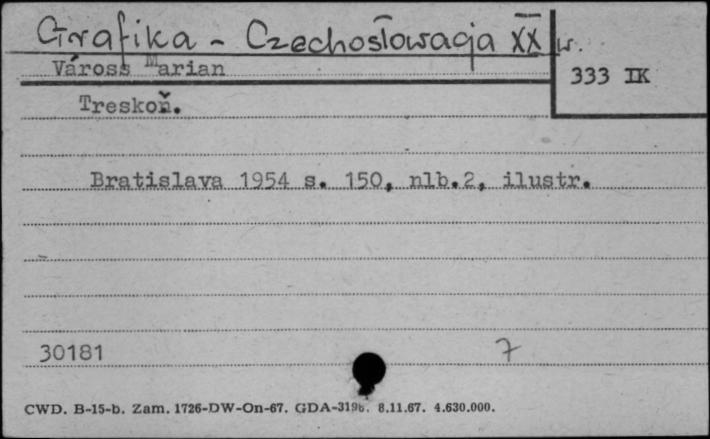 Grafika - Czechosłowacja XX w.
Váross Marian
333 IK
Treskoň.
Bratislava 1954 s. 150, nlb.2, ilustr.
30181
7
CWD. B-15-b. Zam. 1726-DW-On-67. GDA-319b. 8.11.67. 4.630.000.